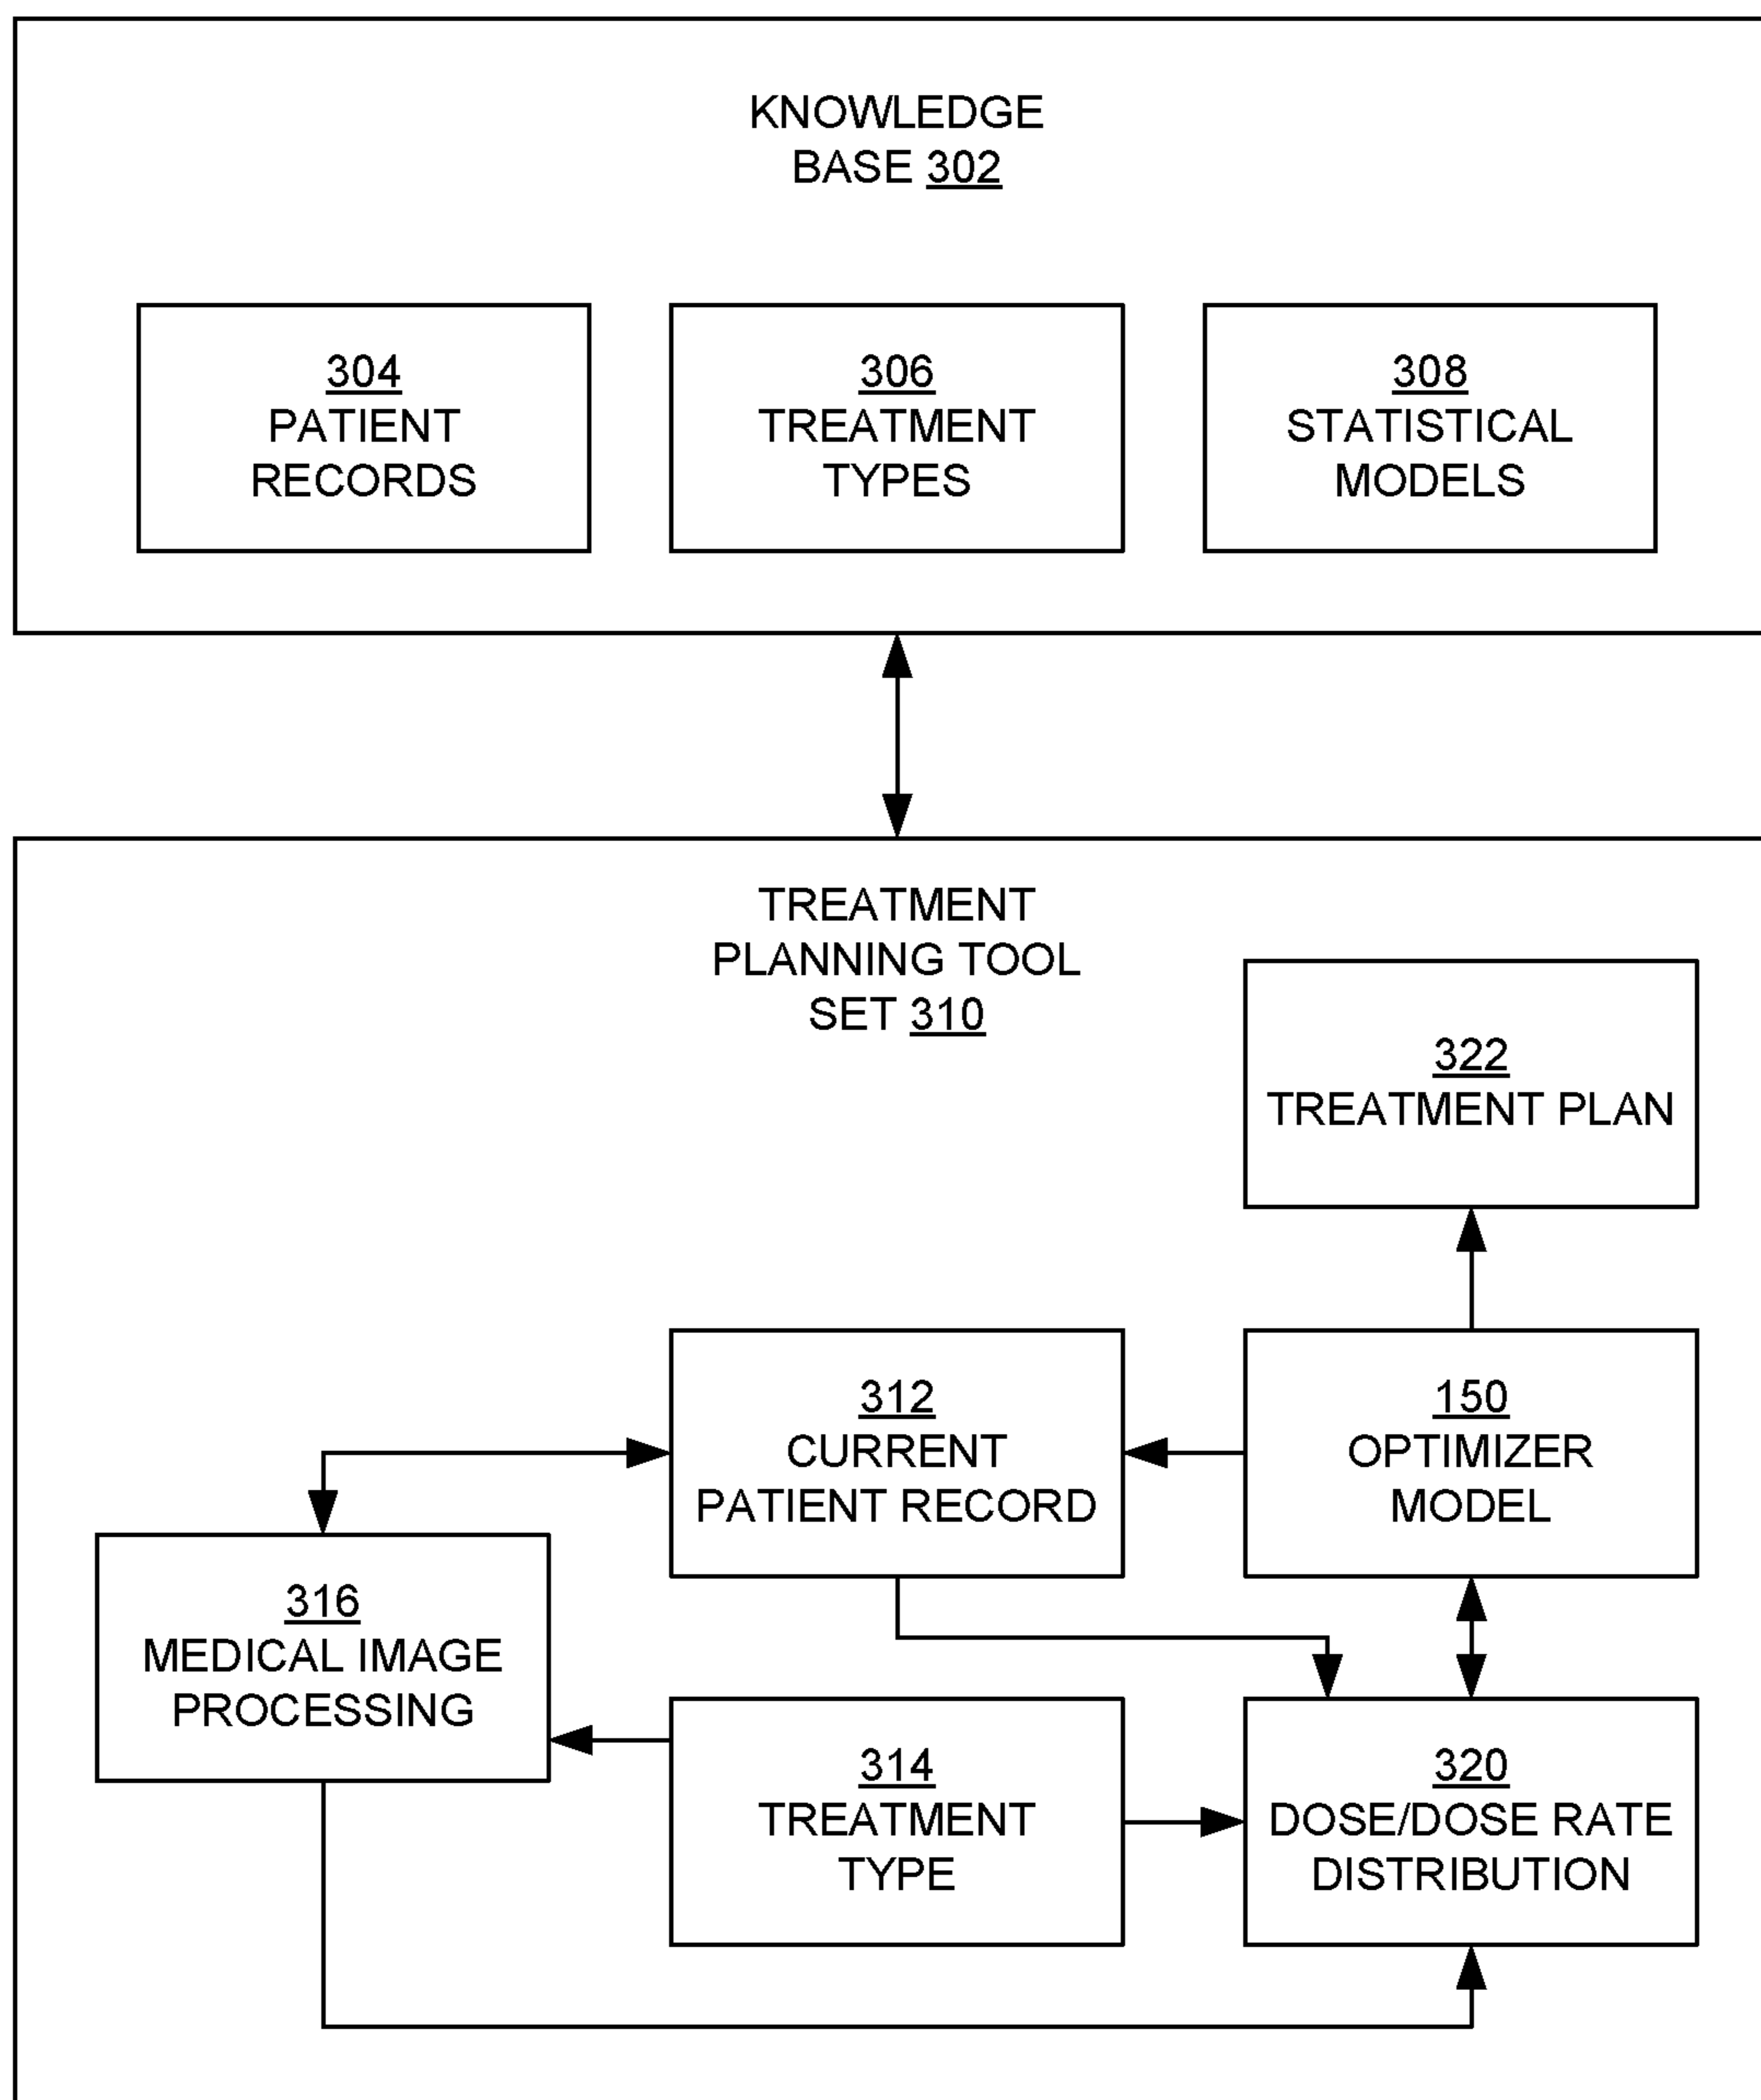 KNOWLEDGE
BASE 302
304
PATIENT
RECORDS
306
TREATMENT
TYPES
308
STATISTICAL
MODELS
TREATMENT
PLANNING TOOL
SET 310
322
TREATMENT PLAN
312
CURRENT
PATIENT RECORD
150
OPTIMIZER
MODEL
316
MEDICAL IMAGE
PROCESSING
314
TREATMENT
TYPE
320
DOSE/DOSE RATE
DISTRIBUTION